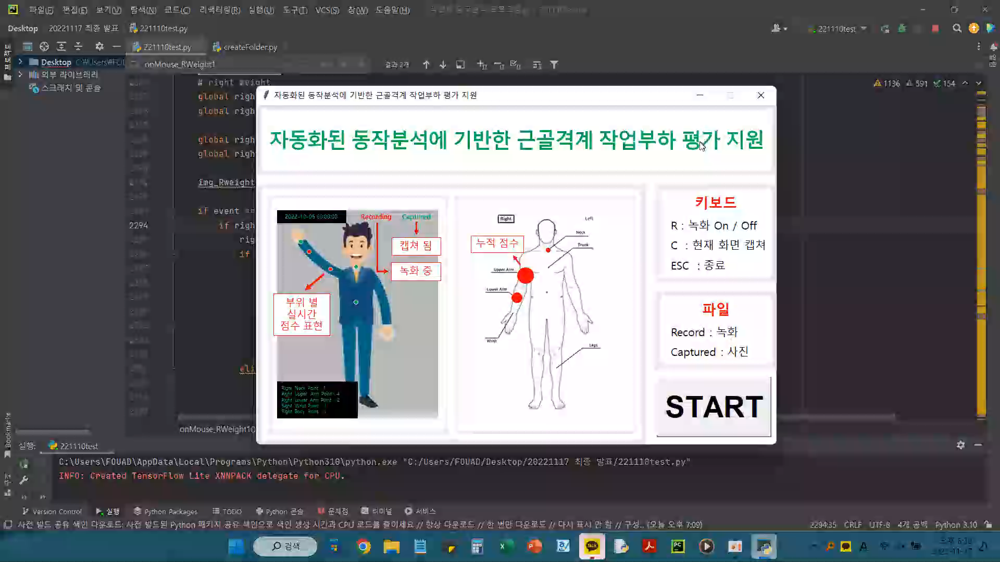 파일(F) 편집(E) 보기(V) 탐색(N) 코드(C) 리팩터링(R) 실행(U) 도구(T) VCS(S) 창(W) 도움말(H)
Desktop 20221117 최종 발표 221110test.py
221110test
221110test.py createFolder.py
프로젝트
Desktop C:\Users\FOU
외부 라이브러리
스크래치 및 콘솔
알림
onMouse_RWeight1
결과 2개
1136 591 154
# right weight
global righ
global righ
global righ
global righ
img_Rweight
if event ==
2294
if righ
rig
if
eli
onMouse_RWeight1()
자동화된 동작분석에 기반한 근골격계 작업부하 평가 지원
자동화된 동작분석에 기반한 근골격계 작업부하 평가 지원
2022-10-05 00:00:00
Recording Captured
캡쳐 됨
녹화 중
부위 별
실시간
점수 표현
Right Neck Point : 1
Right Upper Arm Point : 4
Right Lower Arm Point : 2
Right Wrist Point :
Right Body Point :
Right Left
Neck
Trunk
누적 점수
Upper Arm
Lower Arm
Wrist
Legs
키보드
R : 녹화 On / Off
C : 현재 화면 캡쳐
ESC : 종료
파일
Record : 녹화
Captured : 사진
START
Bookmarks
구조
실행: 221110test
C:\Users\FOUAD\AppData\Local\Programs\Python\Python310\python.exe "C:/Users/FOUAD/Desktop/20221117 최종 발표/221110test.py"
INFO: Created TensorFlow Lite XNNPACK delegate for CPU.
Version Control 실행 Python Packages TODO Python 콘솔 문제점 터미널 서비스
사전 빌드 공유 색인 다운로드: 사전 빌드된 Python 패키지 공유 색인으로 색인 생성 시간과 CPU 로드를 줄이세요 // 항상 다운로드 // 한 번만 다운로드 // 다시 표시 안 함 // 구성... (오늘 오후 7:09)
2294:35 CRLF UTF-8 4개 공백 Python 3.10
검색
TALK
A